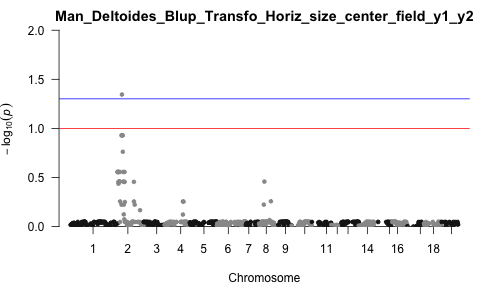 Man_Deltoides_Blup_Transfo_Horiz_size_center_field_y1_y2
2.0
1.5
1.0
0.5
0.0
− log10(p)
1 2 3 4 5 6 7 8 9 11 14 16 18
Chromosome